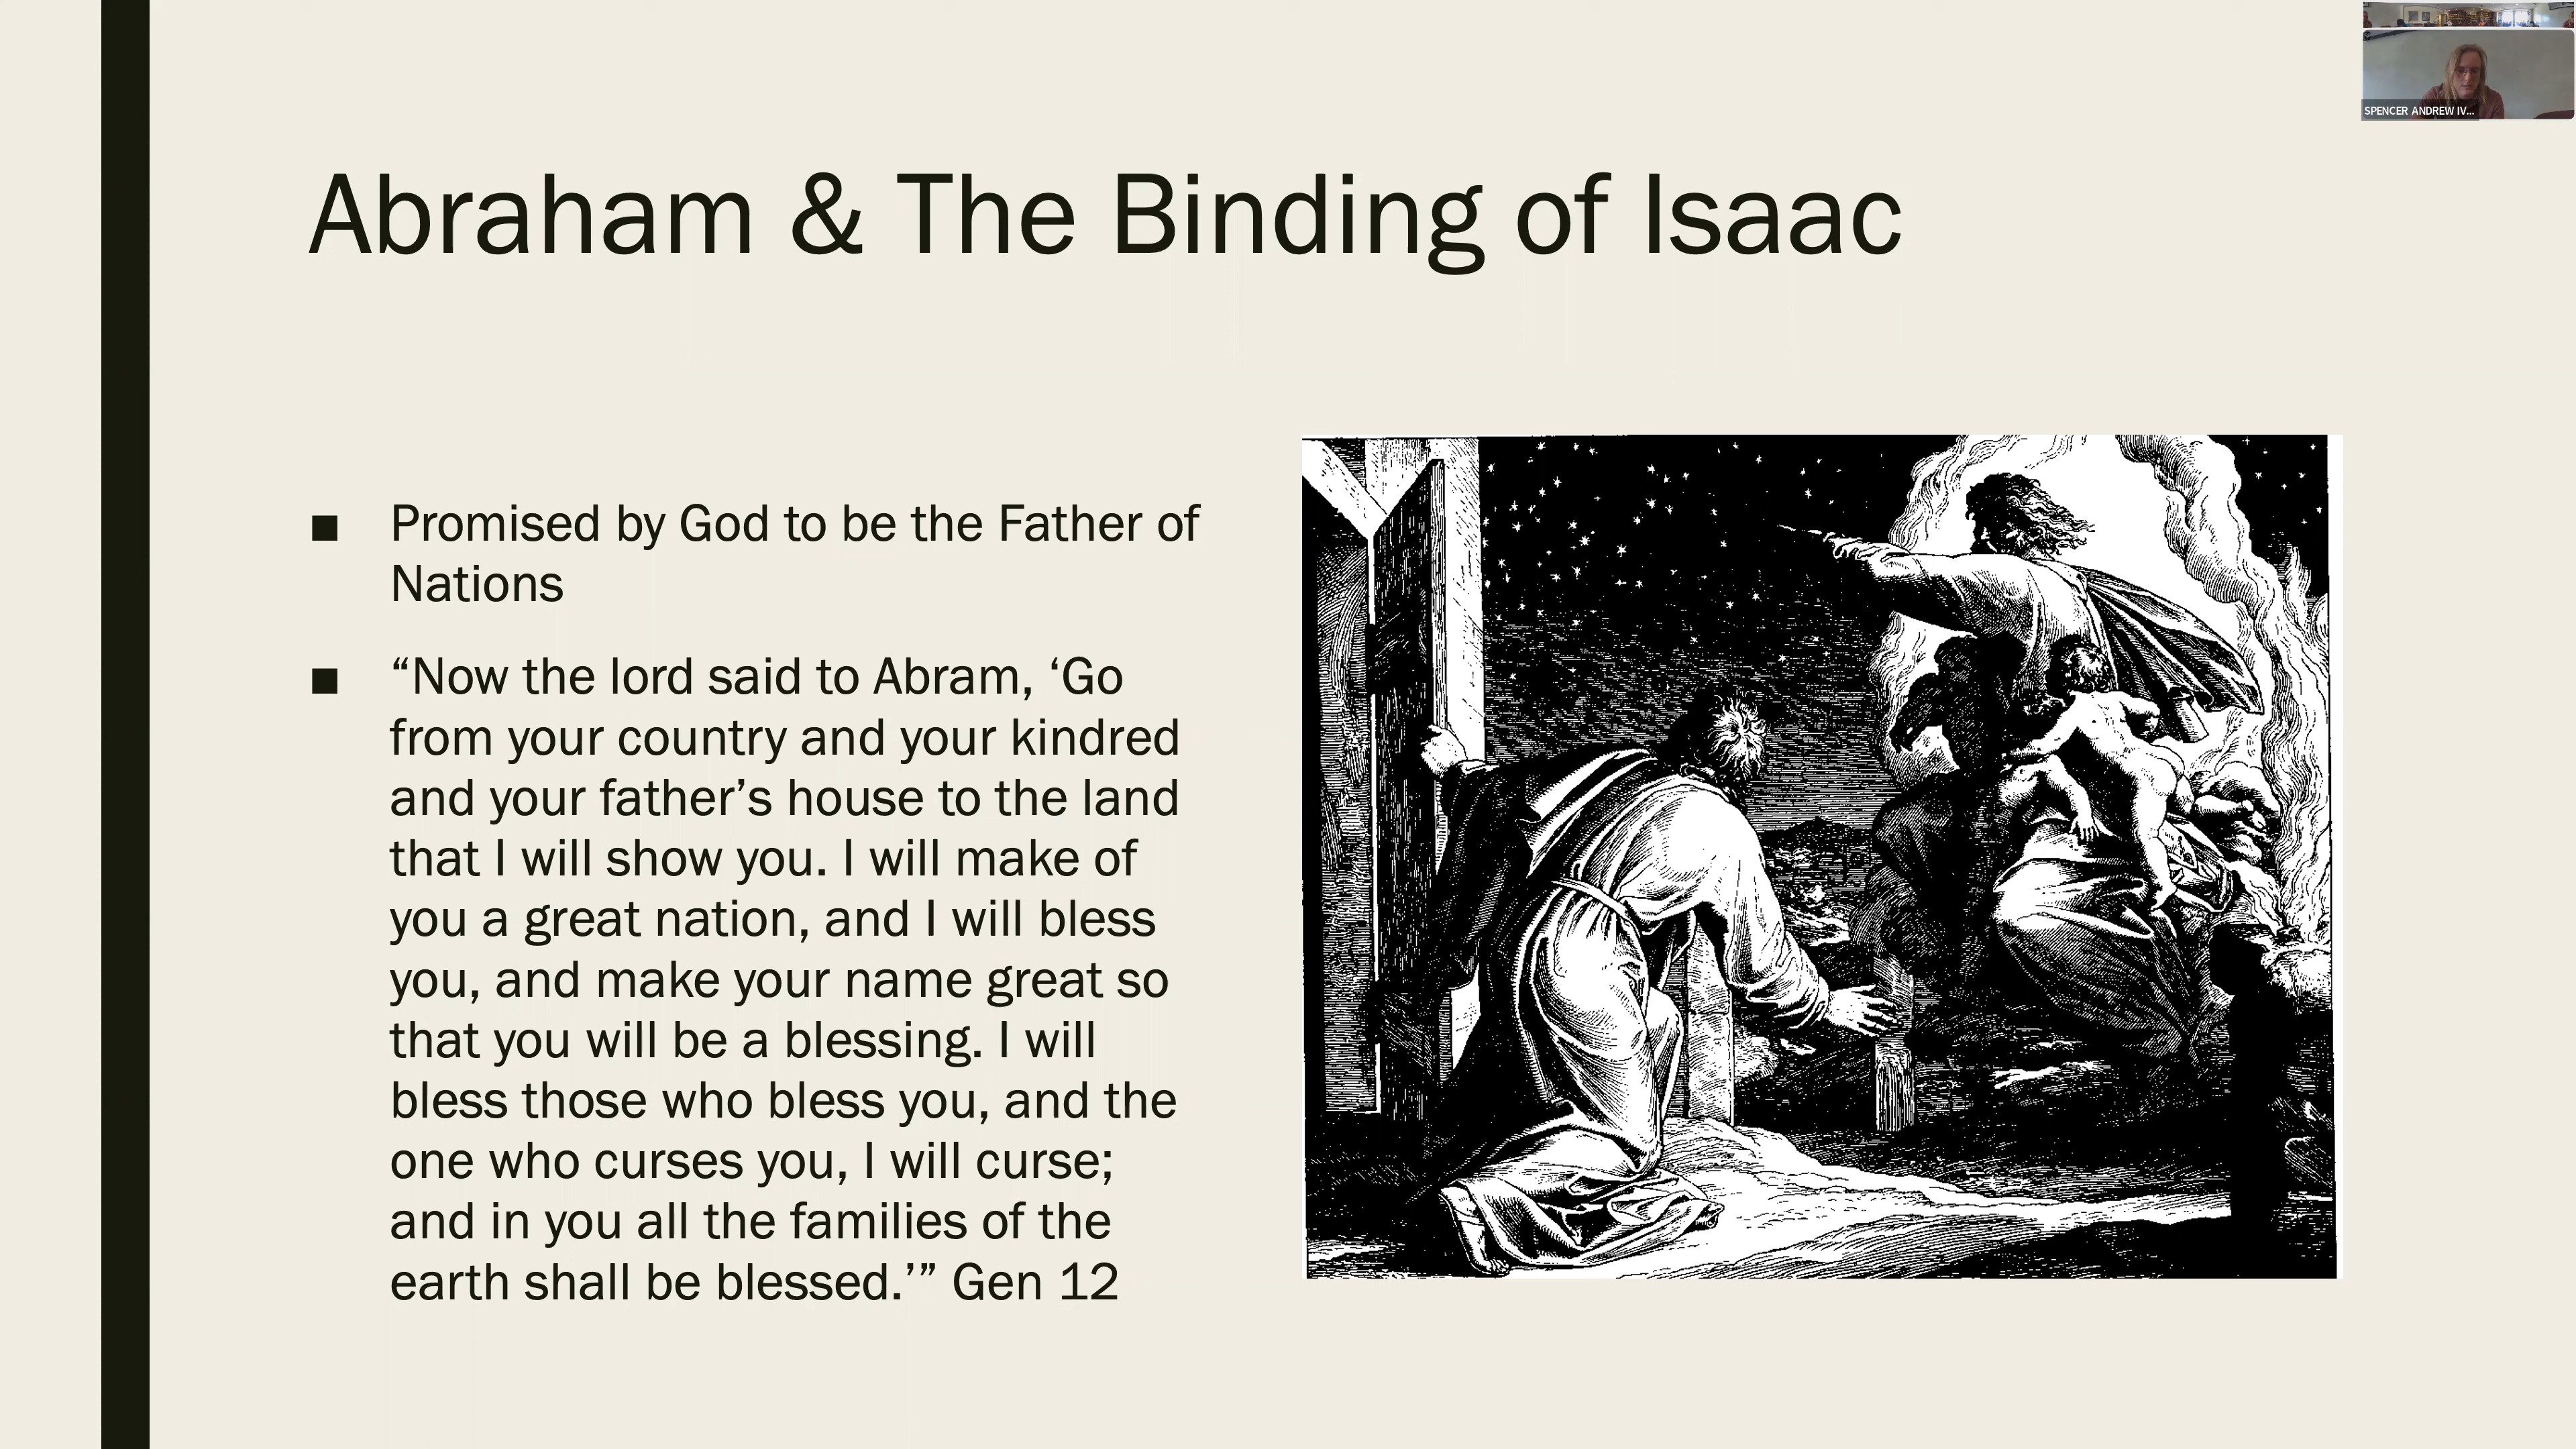 SPENCER ANDREW IV...
Abraham & The Binding of Isaac
■ Promised by God to be the Father of
Nations
■ “Now the lord said to Abram, ‘Go
from your country and your kindred
and your father’s house to the land
that I will show you. I will make of
you a great nation, and I will bless
you, and make your name great so
that you will be a blessing. I will
bless those who bless you, and the
one who curses you, I will curse;
and in you all the families of the
earth shall be blessed.’” Gen 12